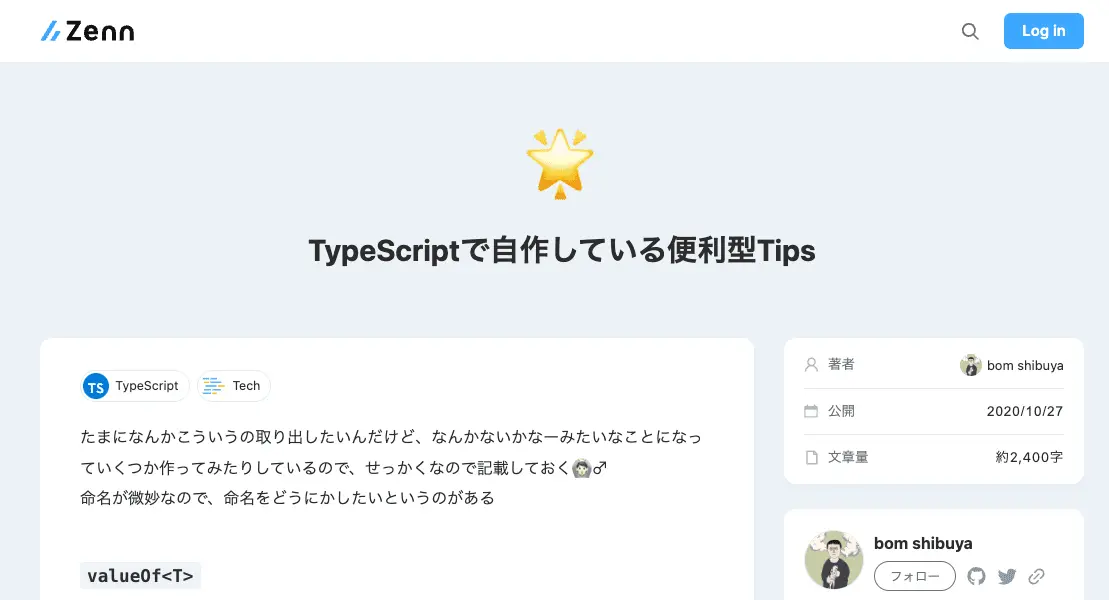 Zenn
Log in
TypeScriptで自作している便利型Tips
TS TypeScript
Tech
たまになんかこういうの取り出したいんだけど、なんかないかなーみたいなことになっ
ていくつか作ってみたりしているので、せっかくなので記載しておく🙆♂
命名が微妙なので、命名をどうにかしたいというのがある
valueOf<T>
著者 bom shibuya
公開 2020/10/27
文章量 約2,400字
bom shibuya
フォロー